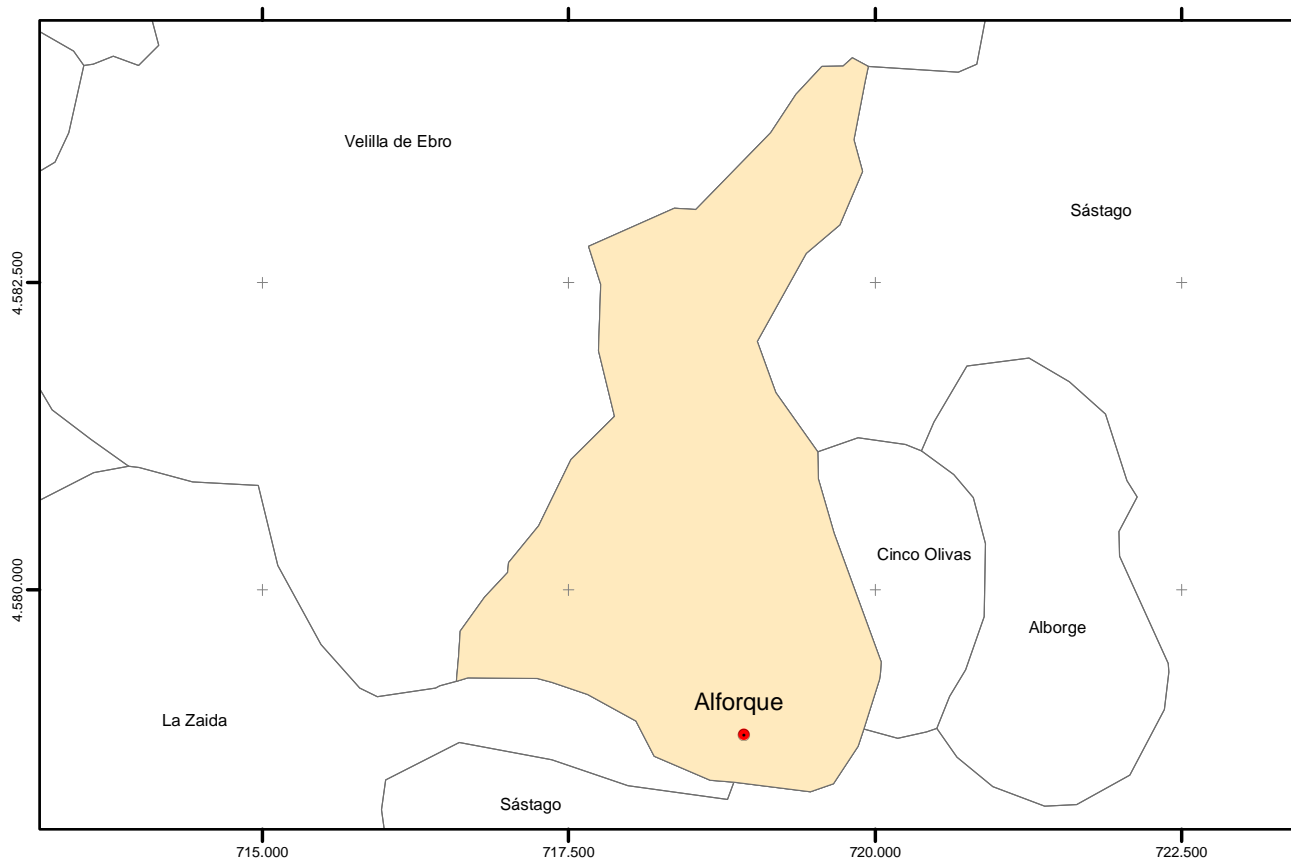 Velilla de Ebro
Sástago
4.582.500
Cinco Olivas
4.580.000
Alborge
Alforque
La Zaida
Sástago
715.000
717.500
720.000
722.500